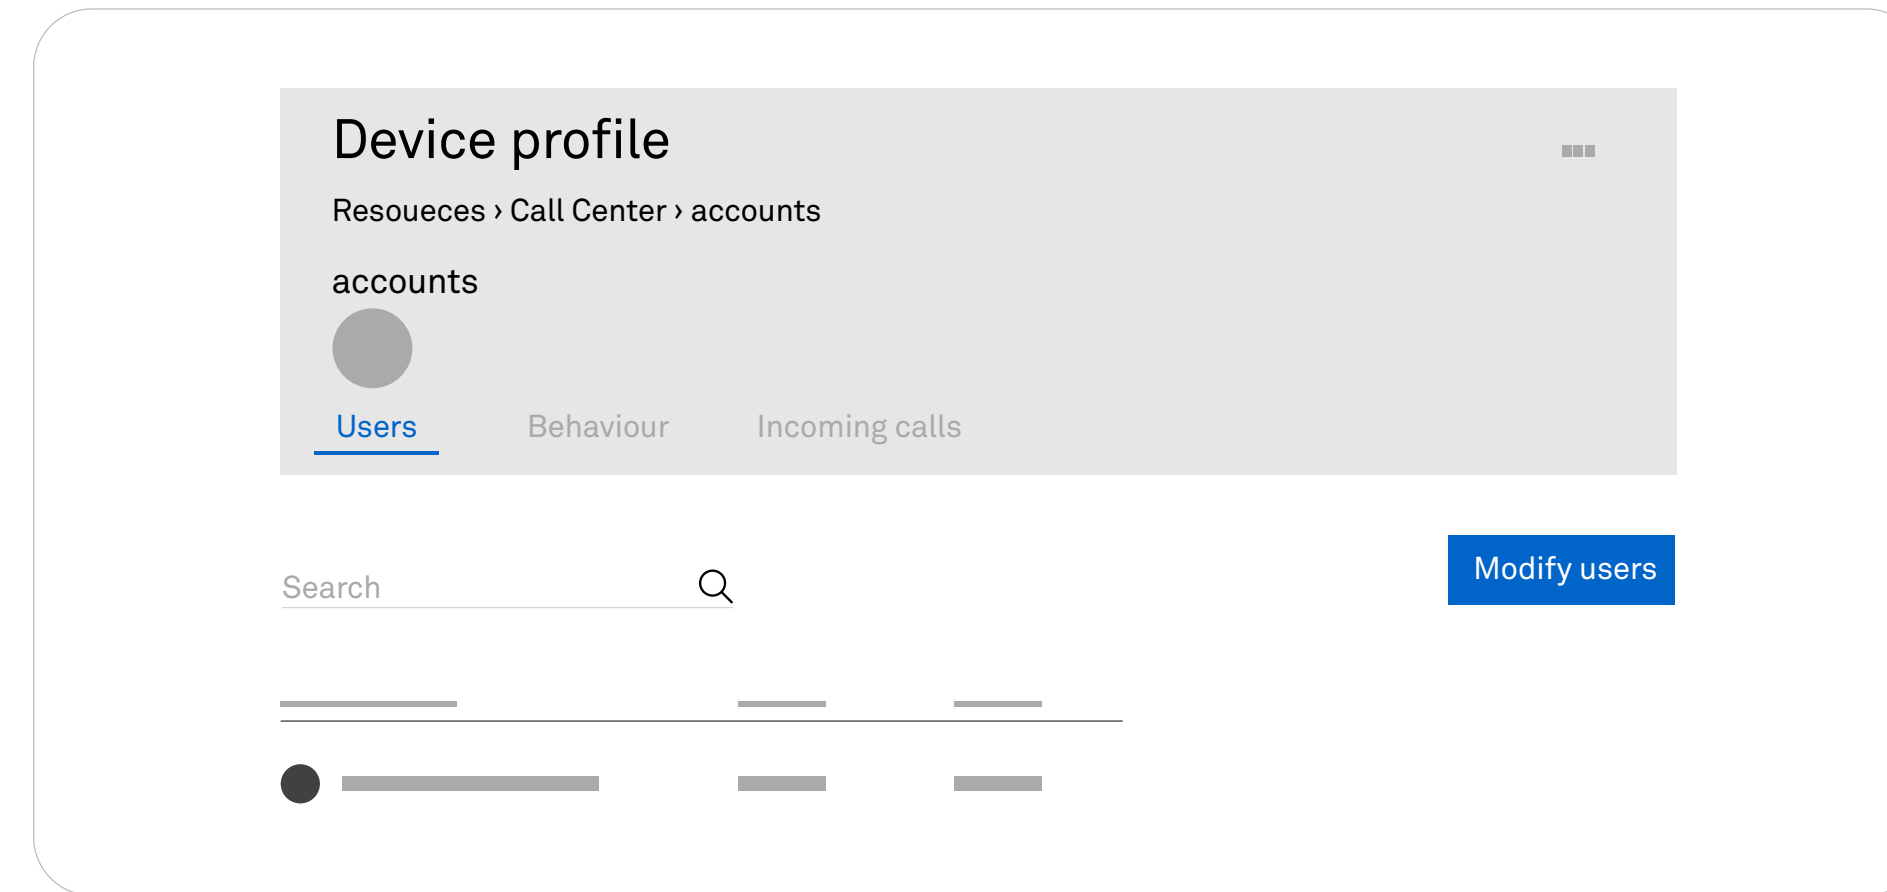 Device profile
Resoueces › Call Center › accounts
accounts
Users Behaviour Incoming calls
Modify users
Search